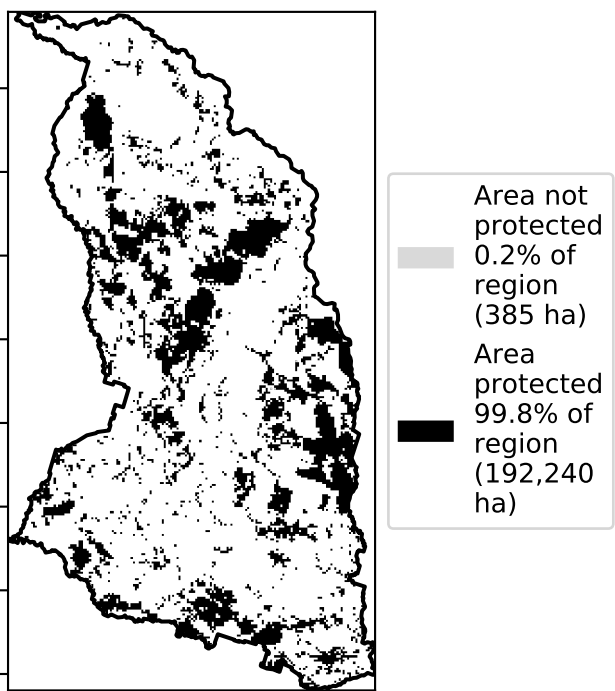 Area not
protected
0.2% of
region
(385 ha)
Area
protected
99.8% of
region
(192,240
ha)